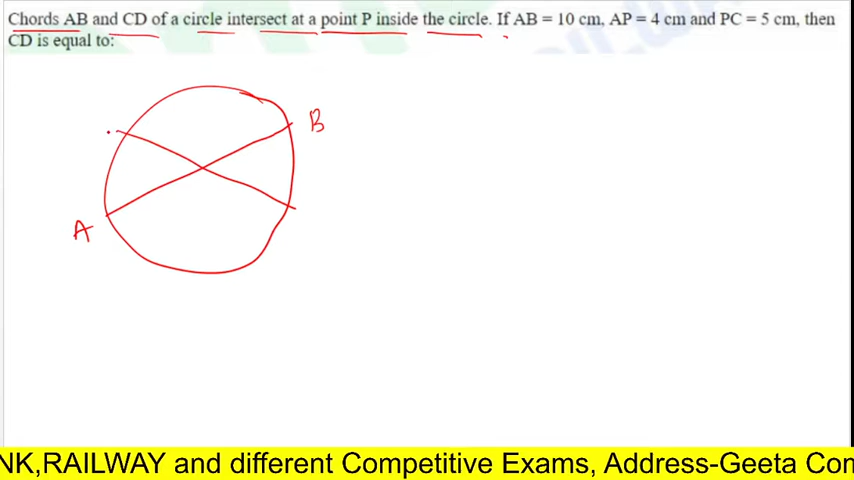 Chords AB and CD of a circle intersect at a point P inside the circle. If AB = 10 cm, AP = 4 cm and PC = 5 cm, then
CD is equal to:
B
A
NK,RAILWAY and different Competitive Exams, Address-Geeta Com